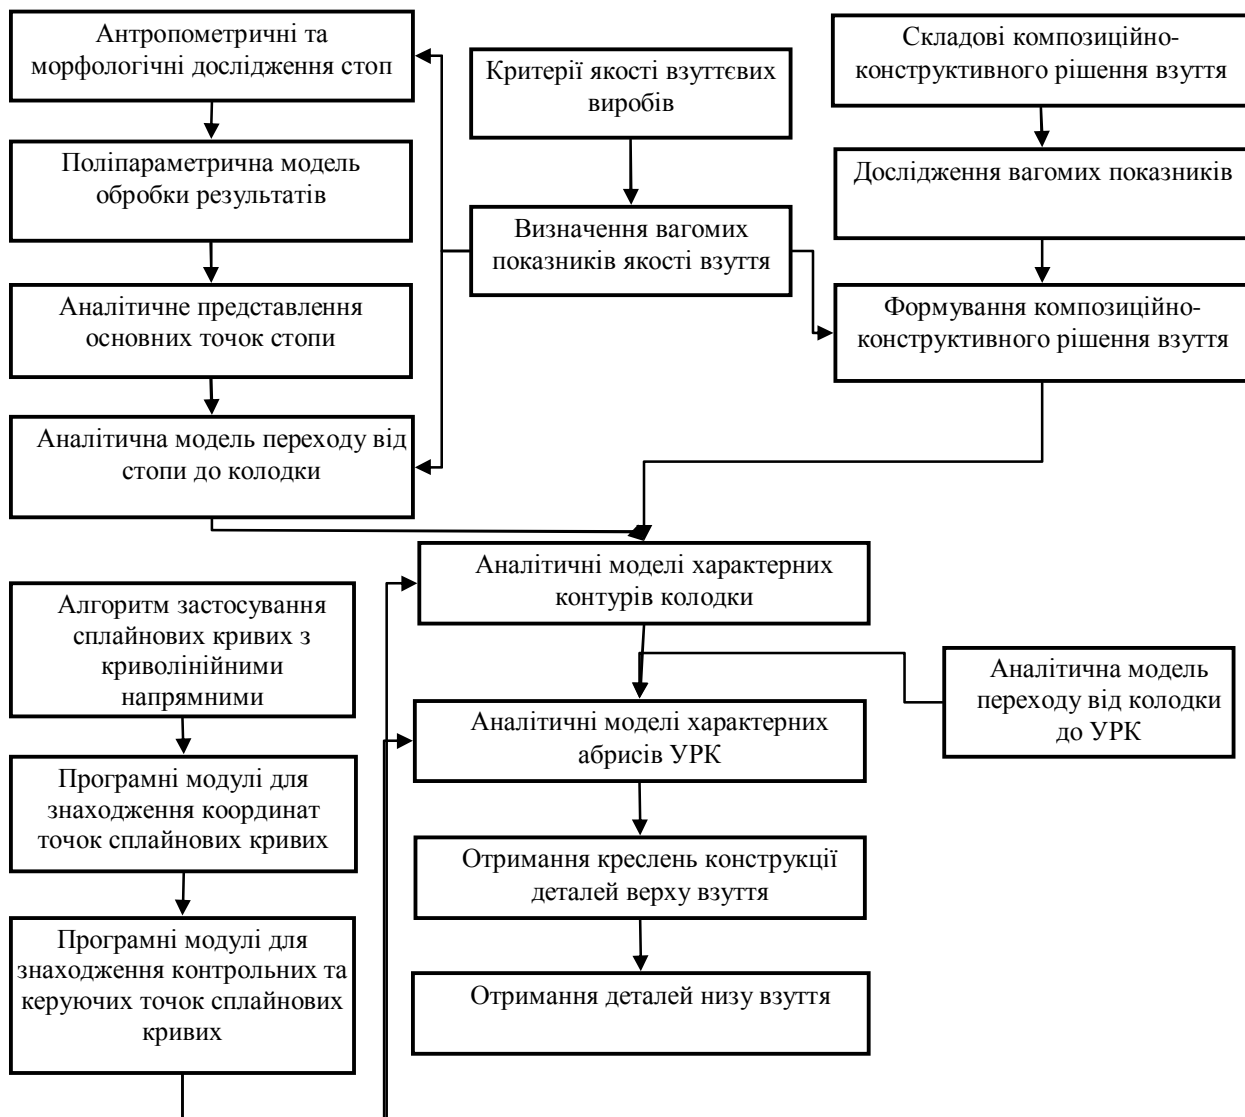 Антропометричні та
морфологічні дослідження стоп
Критерії якості взуттєвих
виробів
Складові композиційно-
конструктивного рішення взуття
Поліпараметрична модель
обробки результатів
Дослідження вагомих показників
Визначення вагомих
показників якості взуття
Аналітичне представлення
основних точок стопи
Формування композиційно-
конструктивного рішення взуття
Аналітична модель переходу від
стопи до колодки
Аналітичні моделі характерних
контурів колодки
Алгоритм застосування
сплайнових кривих з
криволінійними
напрямними
Аналітична модель
переходу від колодки
до УРК
Аналітичні моделі характерних
абрисів УРК
Програмні модулі для
знаходження координат
точок сплайнових кривих
Отримання креслень конструкції
деталей верху взуття
Програмні модулі для
знаходження контрольних та
керуючих точок сплайнових
кривих
Отримання деталей низу взуття